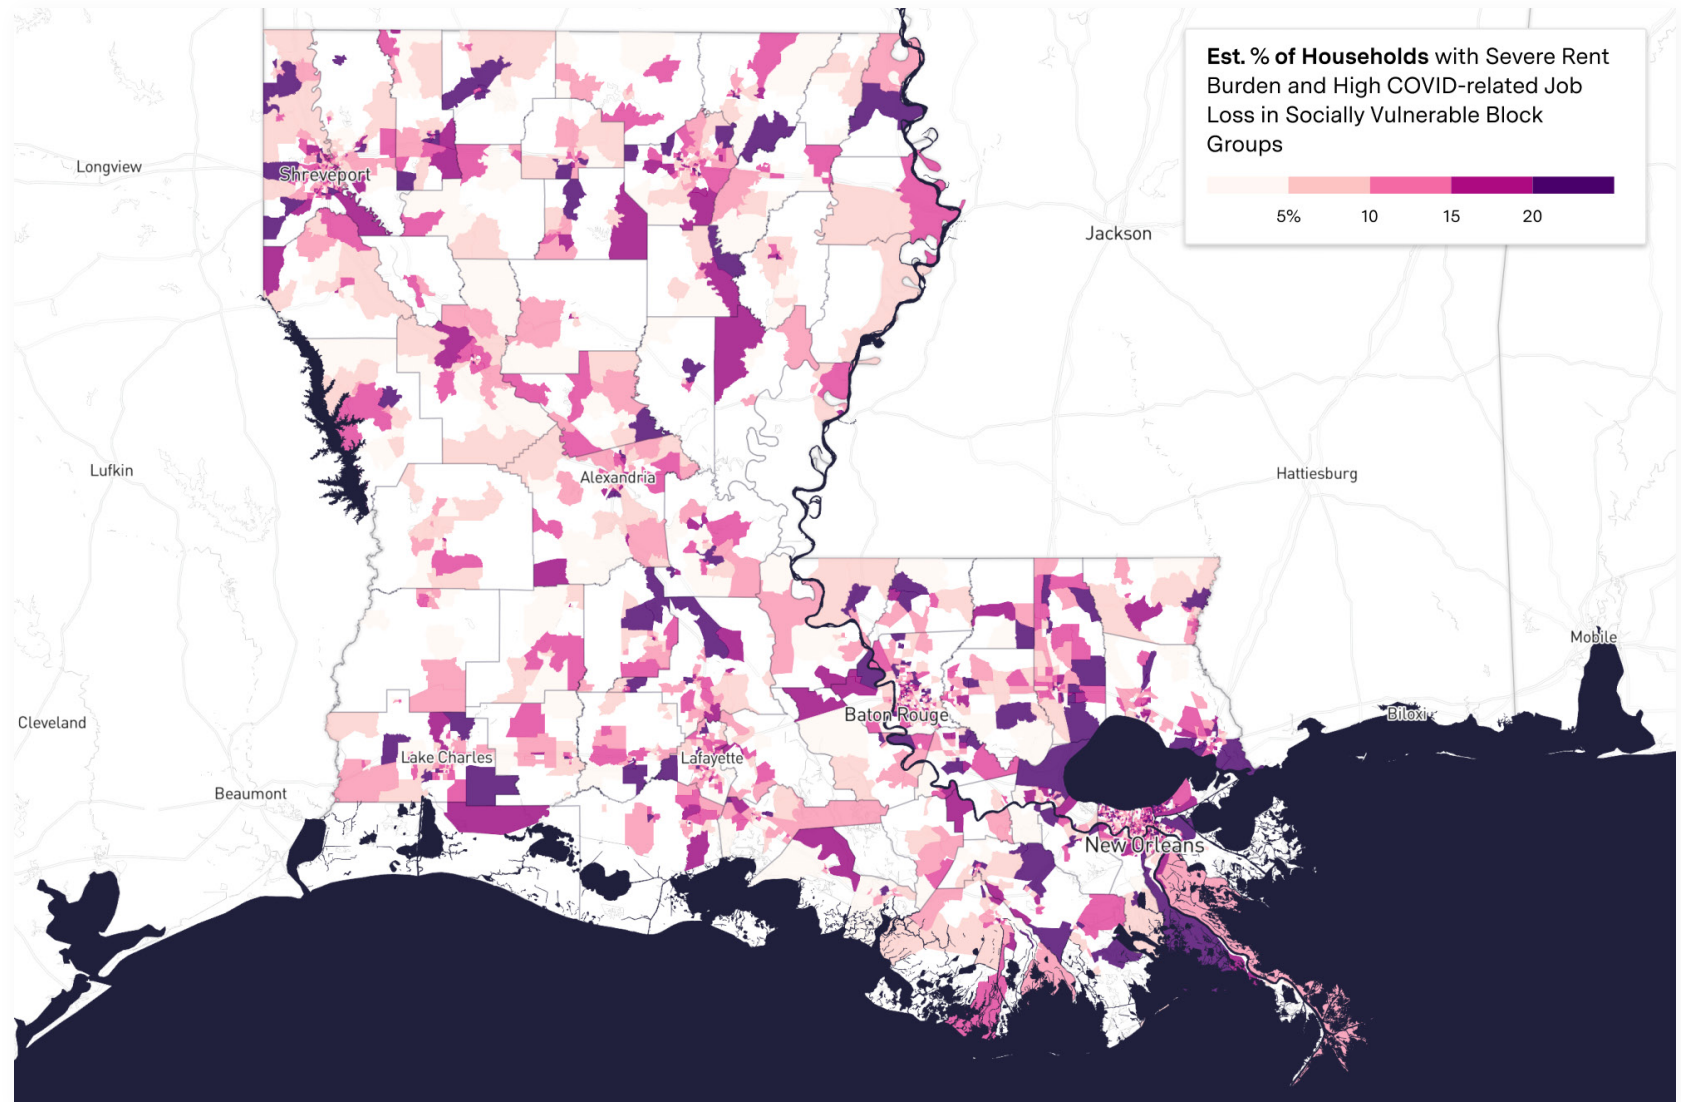 Est. % of Households with Severe Rent
Burden and High COVID-related Job
Loss in Socially Vulnerable Block
Groups
5%
10
15
20
Longview
Shreveport
Jackson
Lufkin
Alexandria
Hattiesburg
Mobile
Cleveland
Baton Rouge
Biloxi
Lake Charles
Lafayette
Beaumont
New Orleans